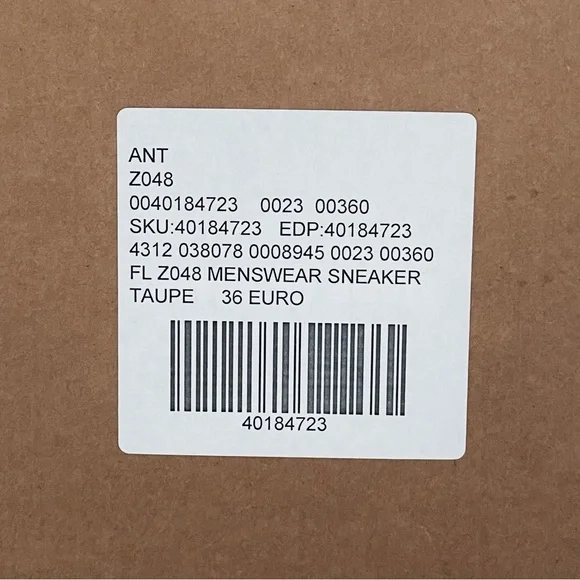 ANT
Z048
0040184723 0023 00360
SKU:40184723 EDP:40184723
4312 038078 0008945 0023 00360
FL Z048 MENSWEAR SNEAKER
TAUPE 36 EURO
40184723